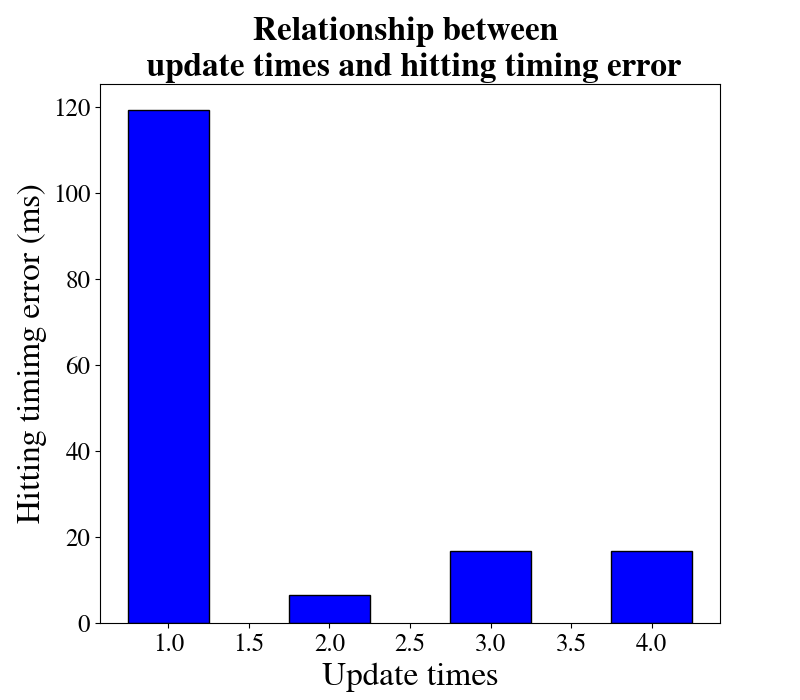 Relationship between
update times and hitting timing error
Hitting timimg error (ms)
120
100
80
60
40
20
0
1.0 1.5 2.0 2.5 3.0 3.5 4.0
Update times